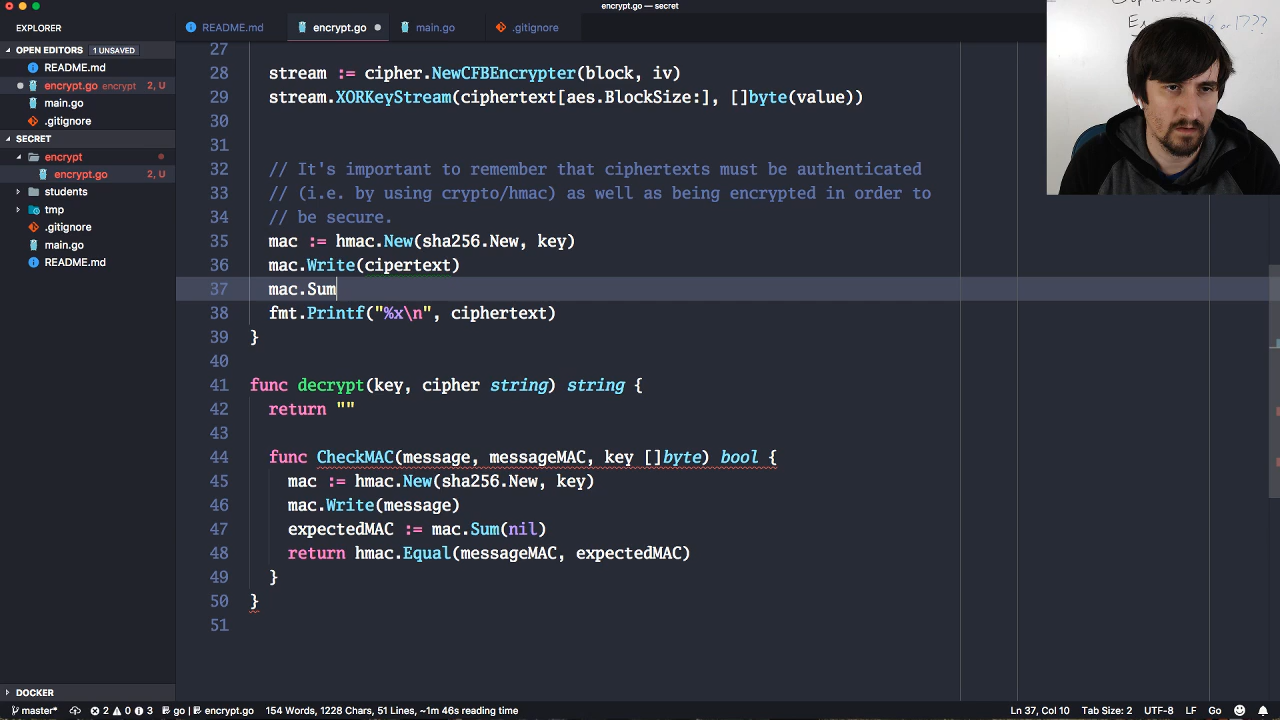 encrypt.go — secret
EXPLORER
README.md
encrypt.go
main.go
.gitignore
OPEN EDITORS 1 UNSAVED
README.md
encrypt.go encrypt 2, U
main.go
.gitignore
SECRET
encrypt
encrypt.go 2, U
students
tmp
.gitignore
main.go
README.md
DOCKER
27
28 stream := cipher.NewCFBEncrypter(block, iv)
29 stream.XORKeyStream(ciphertext[aes.BlockSize:], []byte(value))
30
31
32 // It's important to remember that ciphertexts must be authenticated
33 // (i.e. by using crypto/hmac) as well as being encrypted in order to
34 // be secure.
35 mac := hmac.New(sha256.New, key)
36 mac.Write(cipertext)
37 mac.Sum
38 fmt.Printf("%x\n", ciphertext)
39 }
40
41 func decrypt(key, cipher string) string {
42 return ""
43
44 func CheckMAC(message, messageMAC, key []byte) bool {
45 mac := hmac.New(sha256.New, key)
46 mac.Write(message)
47 expectedMAC := mac.Sum(nil)
48 return hmac.Equal(messageMAC, expectedMAC)
49 }
50 }
51
master* 2 0 3 go encrypt.go 154 Words, 1228 Chars, 51 Lines, ~1m 46s reading time Ln 37, Col 10 Tab Size: 2 UTF-8 LF Go